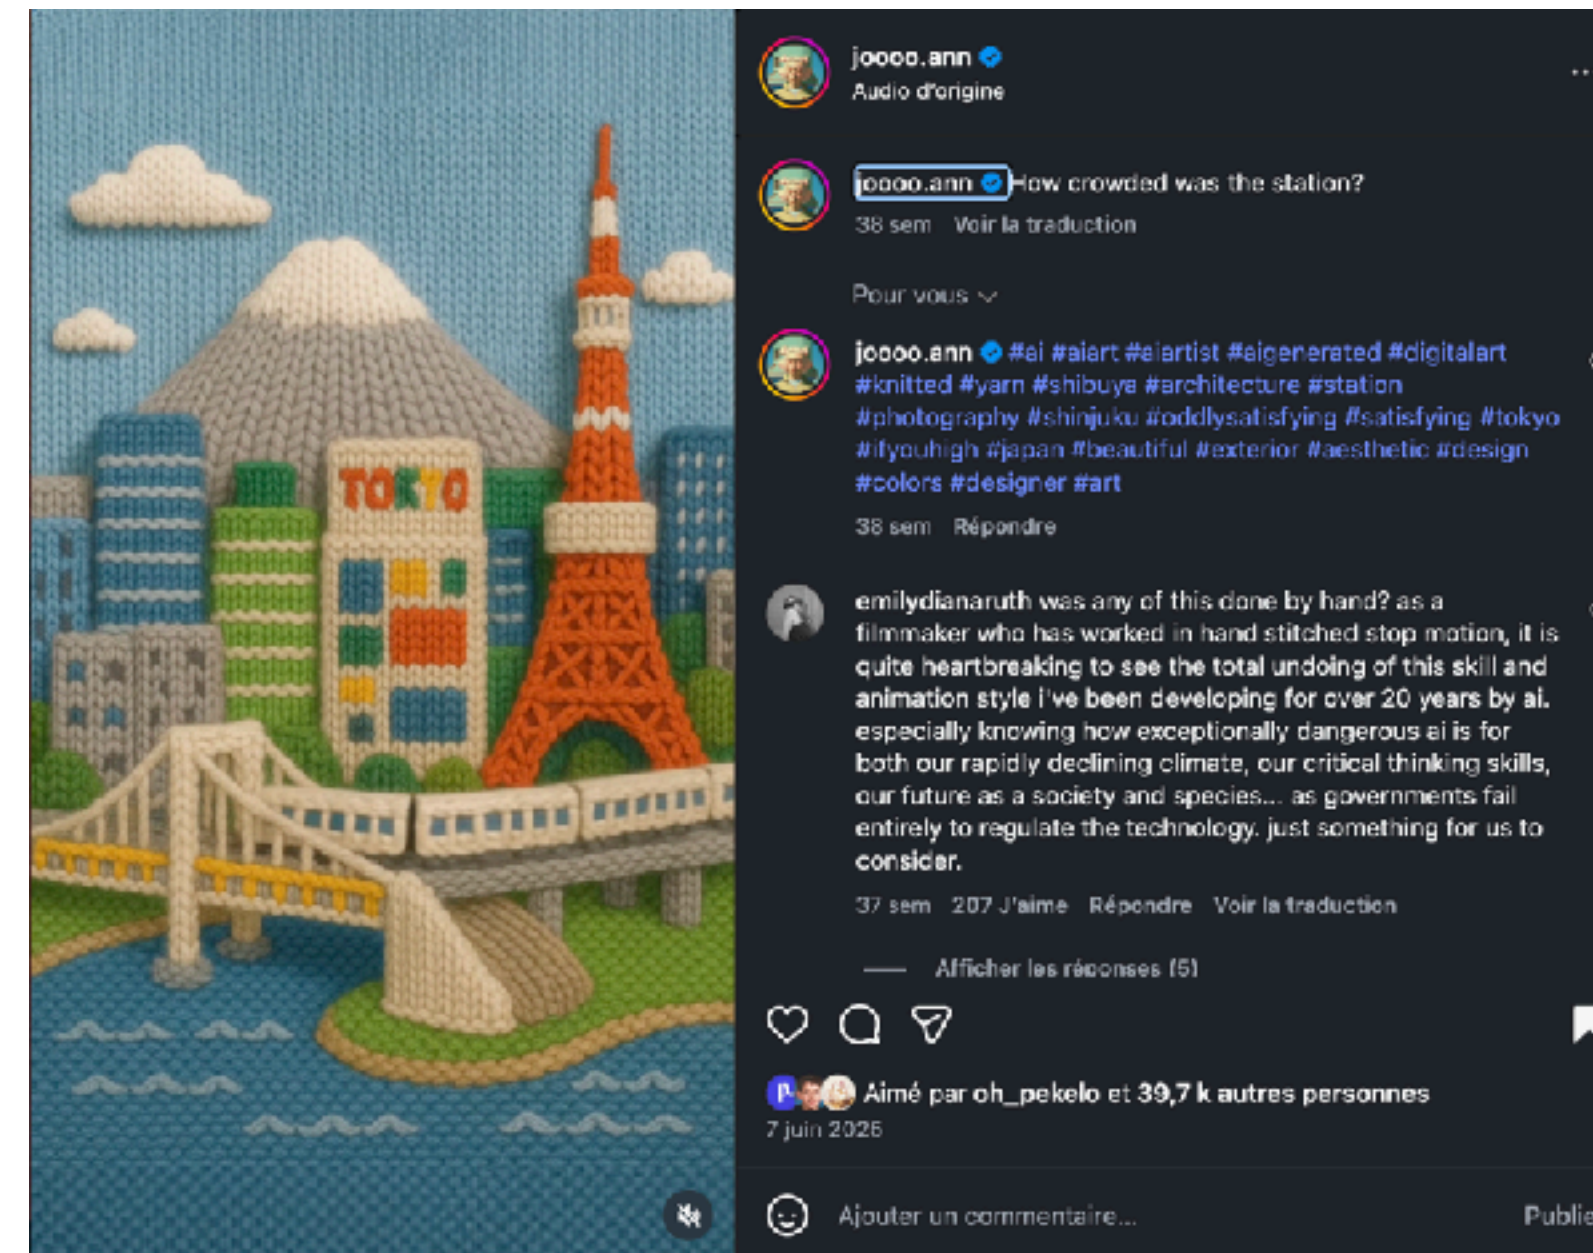 TOKYO
joooo.ann
Audio d'origine
joooo.ann How crowded was the station?
38 sem Voir la traduction
Pour vous
joooo.ann #ai #aiart #aiartist #aigenerated #digitalart
#knitted #yarn #shibuya #architecture #station
#photography #shinjuku #oddlysatisfying #satisfying #tokyo
#ifyouhigh #japan #beautiful #exterior #aesthetic #design
#colors #designer #art
38 sem Répondre
emilydianaruth was any of this done by hand? as a
filmmaker who has worked in hand stitched stop motion, it is
quite heartbreaking to see the total undoing of this skill and
animation style i've been developing for over 20 years by ai.
especially knowing how exceptionally dangerous ai is for
both our rapidly declining climate, our critical thinking skills,
our future as a society and species... as governments fail
entirely to regulate the technology. just something for us to
consider.
37 sem 207 J'aime Répondre Voir la traduction
Afficher les réponses (5)
Aimé par oh_pekelo et 39,7 k autres personnes
7 juin 2025
Ajouter un commentaire...
Publie